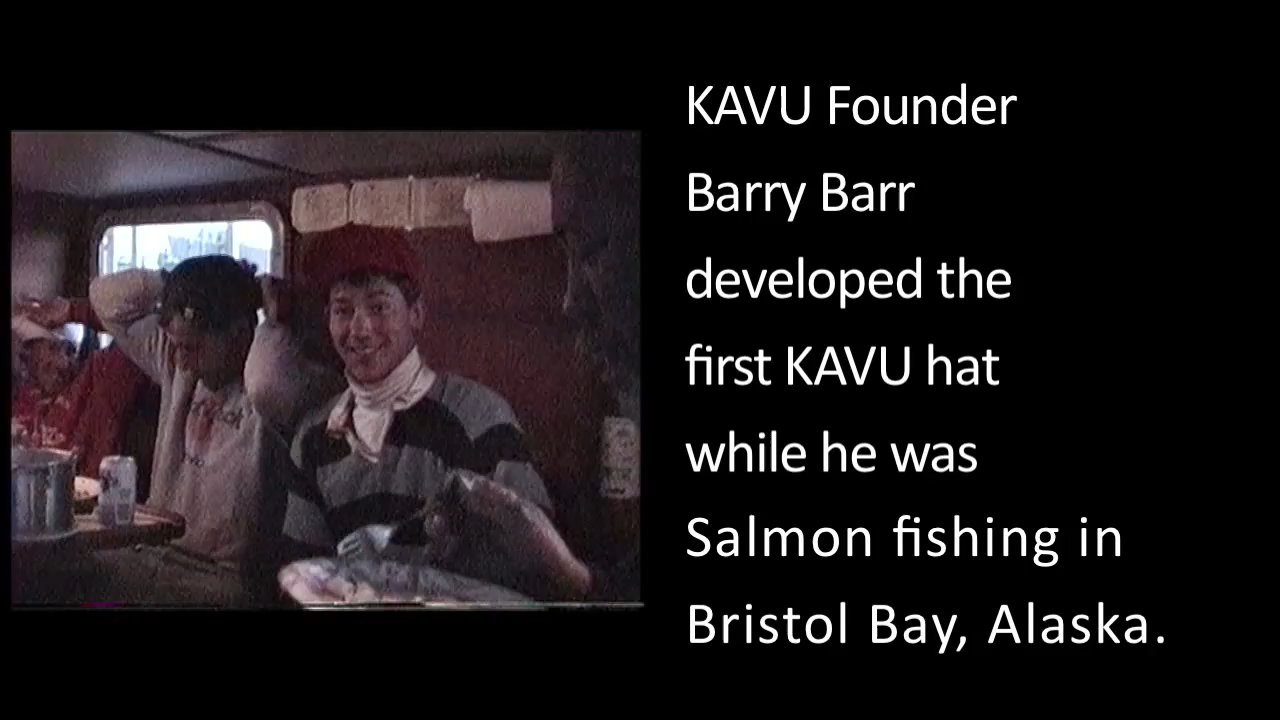 KAVU Founder
Barry Barr
developed the
first KAVU hat
while he was
Salmon fishing in
Bristol Bay, Alaska.